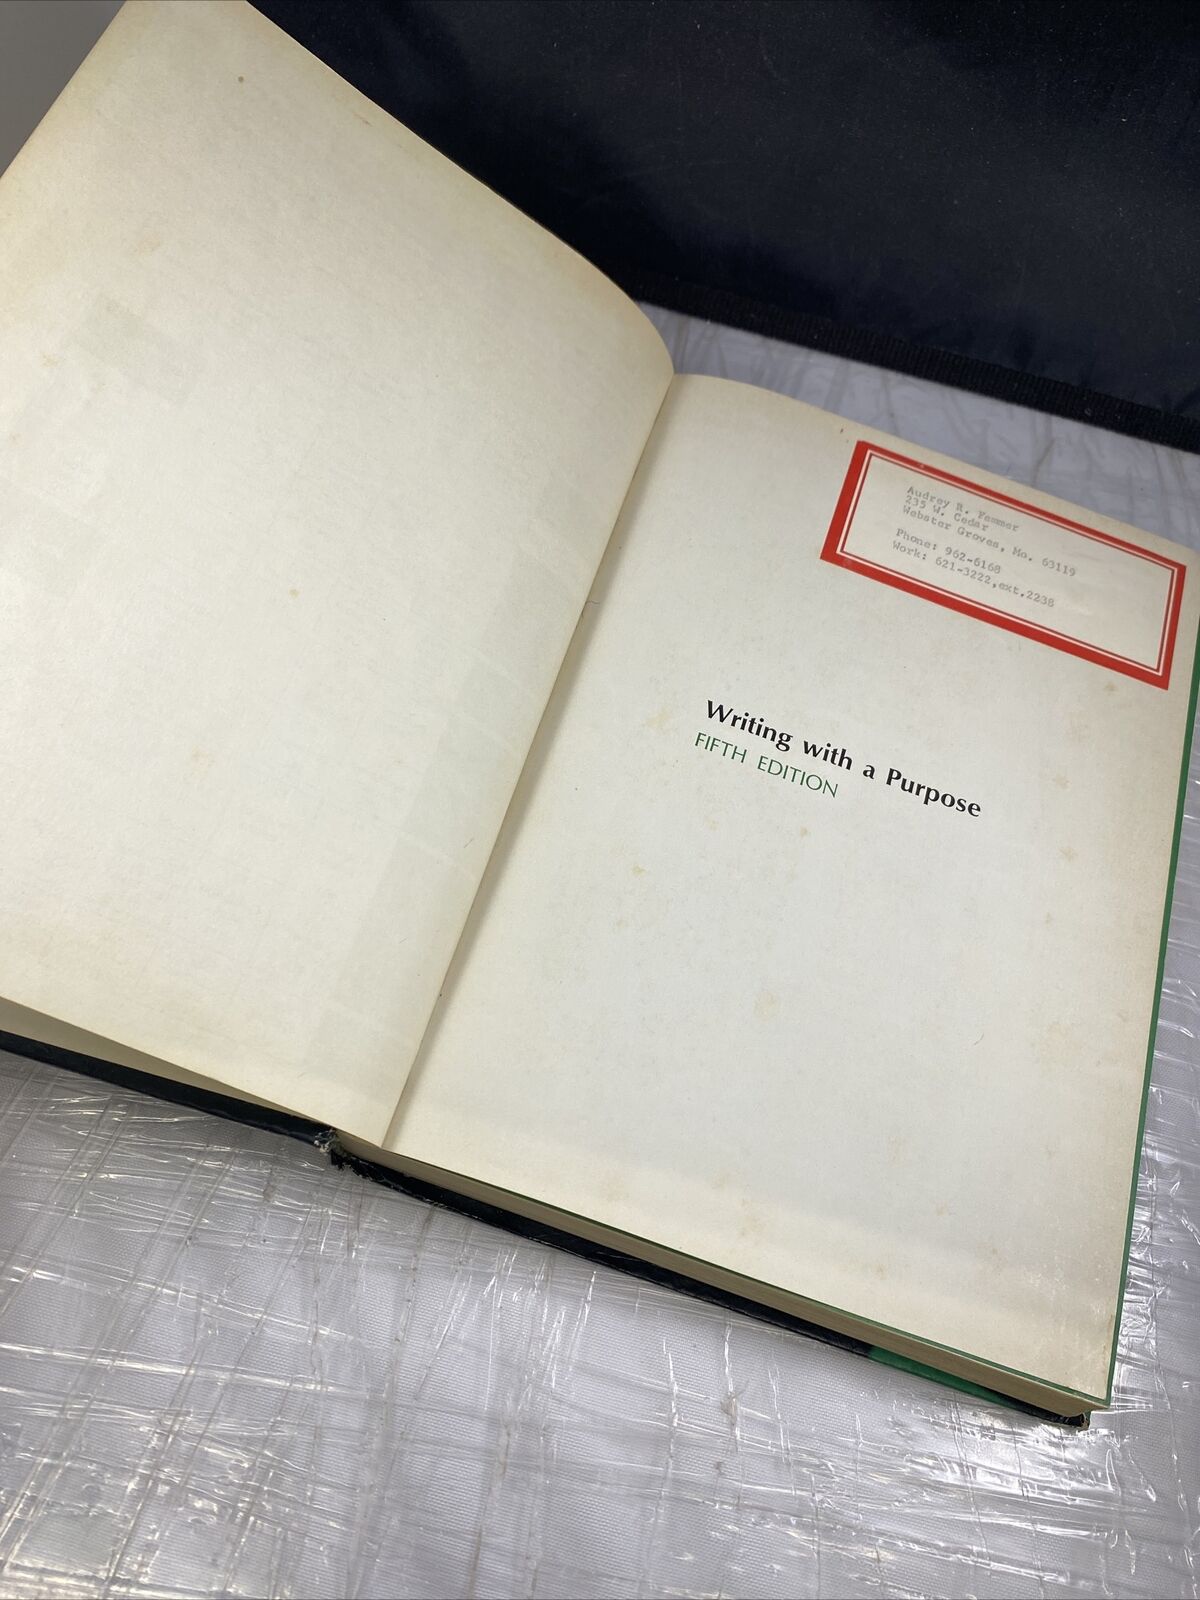 Audrey R. Femmer
235 W. Cedar
Webster Groves, Mo. 63119
Phone: 962-6168
Work: 621-3222,ext.2238
Writing with a Purpose
FIFTH EDITION